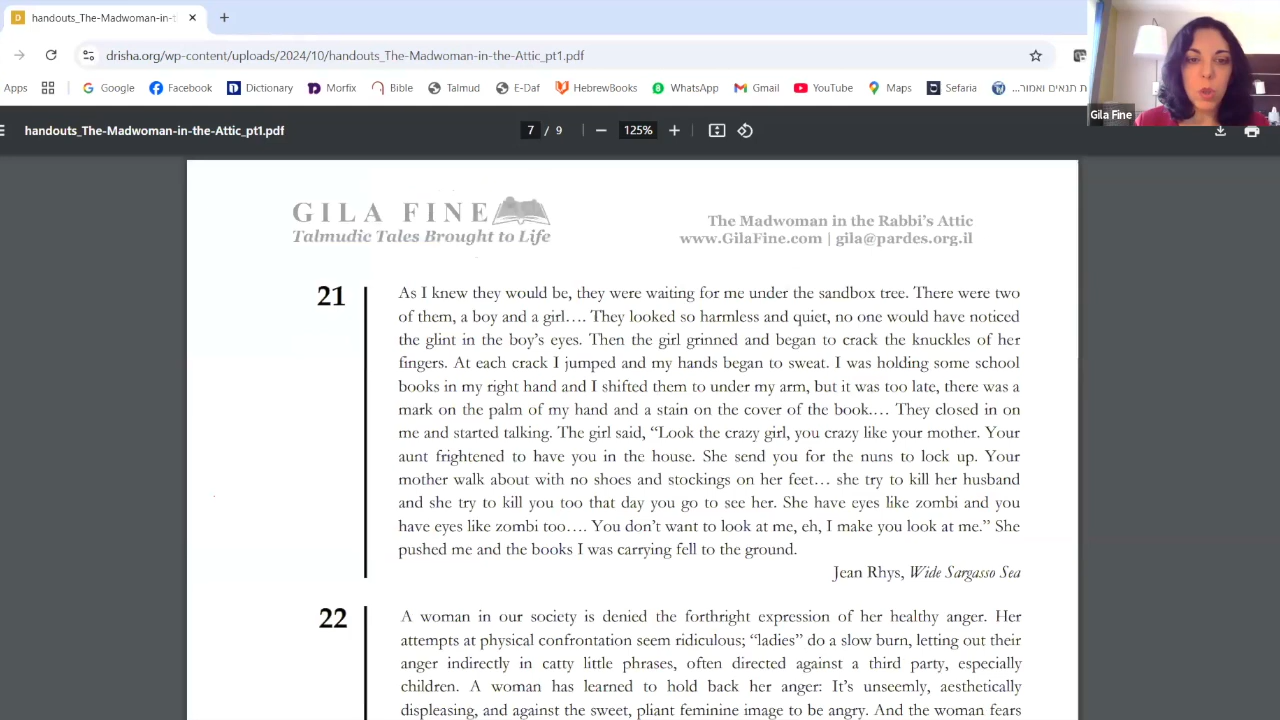 handouts_The-Madwoman-in-t
drisha.org/wp-content/uploads/2024/10/handouts_The-Madwoman-in-the-Attic_pt1.pdf
Apps Google Facebook Dictionary Morfix Bible Talmud E-Daf HebrewBooks WhatsApp Gmail YouTube Maps Sefaria ת תנאים ואמור...
Gila Fine
handouts_The-Madwoman-in-the-Attic_pt1.pdf 7 / 9 125%
GILA FINE
Talmudic Tales Brought to Life
The Madwoman in the Rabbi's Attic
www.GilaFine.com | gila@pardes.org.il
21
As I knew they would be, they were waiting for me under the sandbox tree. There were two
of them, a boy and a girl…. They looked so harmless and quiet, no one would have noticed
the glint in the boy's eyes. Then the girl grinned and began to crack the knuckles of her
fingers. At each crack I jumped and my hands began to sweat. I was holding some school
books in my right hand and I shifted them to under my arm, but it was too late, there was a
mark on the palm of my hand and a stain on the cover of the book.… They closed in on
me and started talking. The girl said, "Look the crazy girl, you crazy like your mother. Your
aunt frightened to have you in the house. She send you for the nuns to lock up. Your
mother walk about with no shoes and stockings on her feet… she try to kill her husband
and she try to kill you too that day you go to see her. She have eyes like zombi and you
have eyes like zombi too…. You don't want to look at me, eh, I make you look at me." She
pushed me and the books I was carrying fell to the ground.
Jean Rhys, Wide Sargasso Sea
22
A woman in our society is denied the forthright expression of her healthy anger. Her
attempts at physical confrontation seem ridiculous; "ladies" do a slow burn, letting out their
anger indirectly in catty little phrases, often directed against a third party, especially
children. A woman has learned to hold back her anger: It's unseemly, aesthetically
displeasing, and against the sweet, pliant feminine image to be angry. And the woman fears